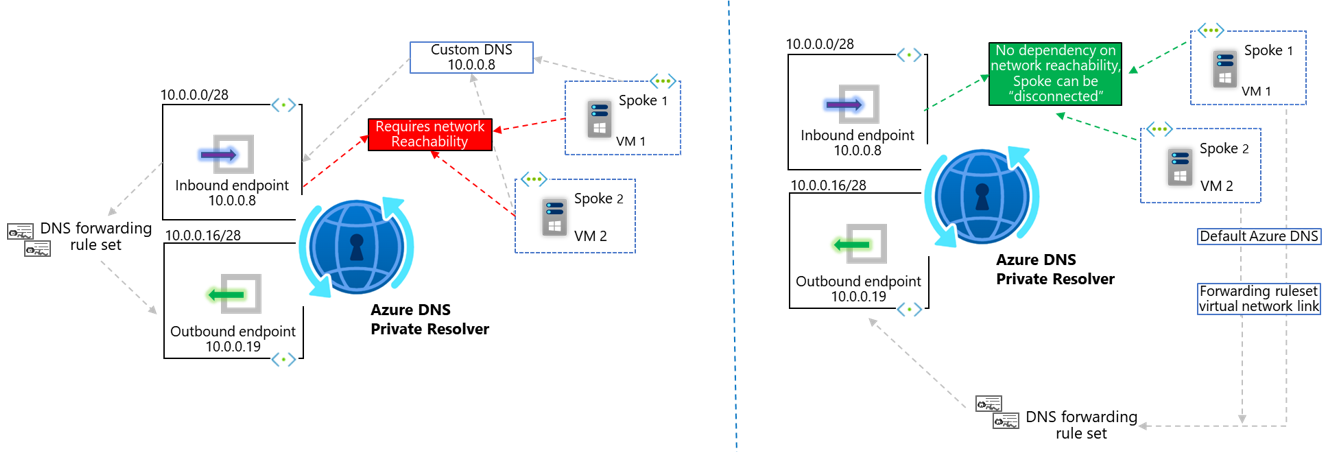 Custom DNS
10.0.0.8
10.0.0.0/28
Spoke 1
VM 1
Requires network
Reachability
Inbound endpoint
10.0.0.8
Spoke 2
VM 2
DNS forwarding
rule set
10.0.0.16/28
Outbound endpoint
10.0.0.19
Azure DNS
Private Resolver
10.0.0.0/28
No dependency on
network reachability,
Spoke can be
“disconnected”
Spoke 1
VM 1
Inbound endpoint
10.0.0.8
Spoke 2
VM 2
10.0.0.16/28
Default Azure DNS
Azure DNS
Private Resolver
Outbound endpoint
10.0.0.19
Forwarding ruleset
virtual network link
DNS forwarding
rule set